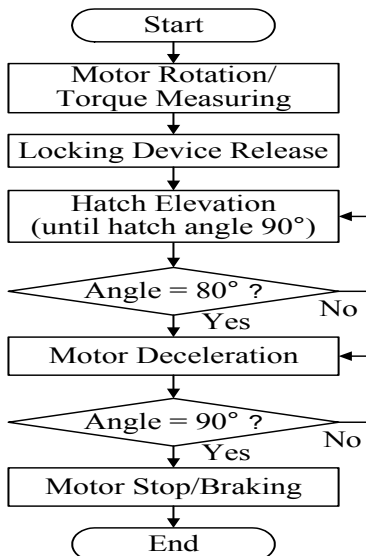 Start
Motor Rotation/
Torque Measuring
Locking Device Release
Hatch Elevation
(until hatch angle 90°)
Angle = 80° ?
No
Yes
Motor Deceleration
Angle = 90° ?
No
Yes
Motor Stop/Braking
End